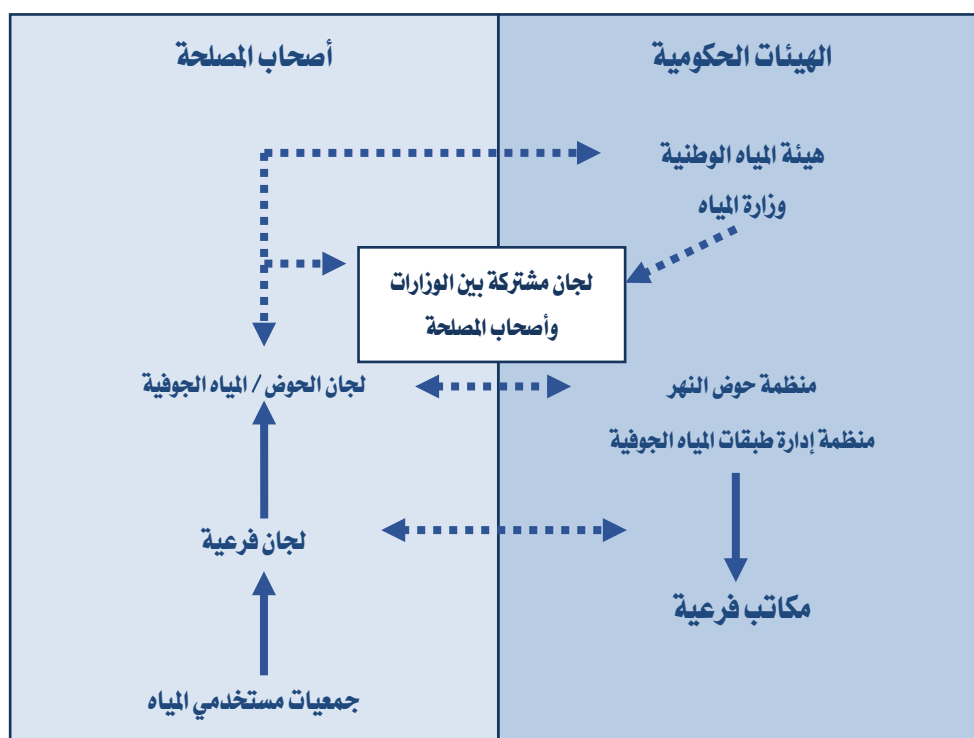 الهيئات الحكومية
هيئة المياه الوطنية
وزارة المياه
منظمة حوض النهر
منظمة إدارة طبقات المياه الجوفية
مكاتب فرعية
لجان مشتركة بين الوزارات
وأصحاب المصلحة
أصحاب المصلحة
لجان الحوض / المياه الجوفية
لجان فرعية
جمعيات مستخدمي المياه